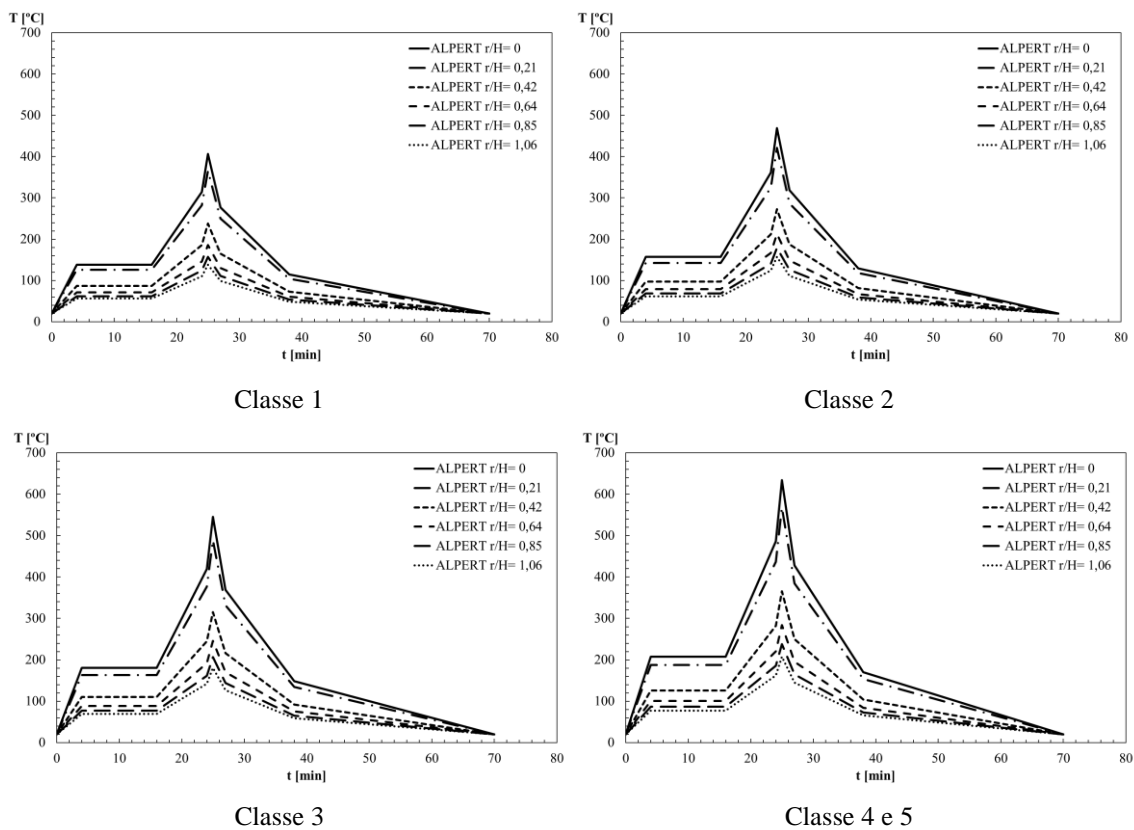 T [ºC]
700
600
500
400
300
200
100
0
ALPERT r/H= 0
ALPERT r/H= 0,21
ALPERT r/H= 0,42
ALPERT r/H= 0,64
ALPERT r/H= 0,85
ALPERT r/H= 1,06
0 10 20 30 40 50 60 70 80
t [min]
Classe 1
T [ºC]
700
600
500
400
300
200
100
0
ALPERT r/H= 0
ALPERT r/H= 0,21
ALPERT r/H= 0,42
ALPERT r/H= 0,64
ALPERT r/H= 0,85
ALPERT r/H= 1,06
0 10 20 30 40 50 60 70 80
t [min]
Classe 2
T [ºC]
700
600
500
400
300
200
100
0
ALPERT r/H= 0
ALPERT r/H= 0,21
ALPERT r/H= 0,42
ALPERT r/H= 0,64
ALPERT r/H= 0,85
ALPERT r/H= 1,06
0 10 20 30 40 50 60 70 80
t [min]
Classe 3
T [ºC]
700
600
500
400
300
200
100
0
ALPERT r/H= 0
ALPERT r/H= 0,21
ALPERT r/H= 0,42
ALPERT r/H= 0,64
ALPERT r/H= 0,85
ALPERT r/H= 1,06
0 10 20 30 40 50 60 70 80
t [min]
Classe 4 e 5